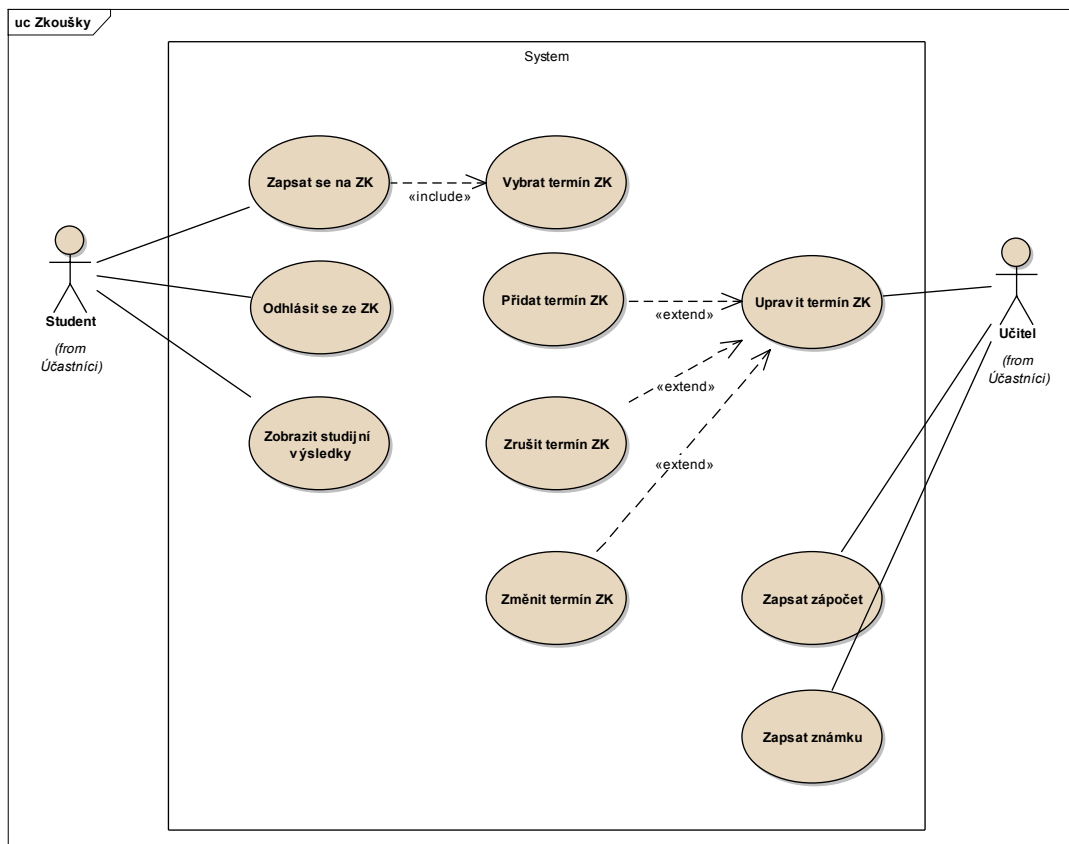 uc Zkoušky
System
Zapsat se na ZK
«include»
Vybrat termín ZK
Student
(from
Účastníci)
Odhlásit se ze ZK
Přidat termín ZK
«extend»
Upravit termín ZK
Učitel
(from
Účastníci)
«extend»
Zobrazit studijní
výsledky
Zrušit termín ZK
«extend»
Změnit termín ZK
Zapsat zápočet
Zapsat známku